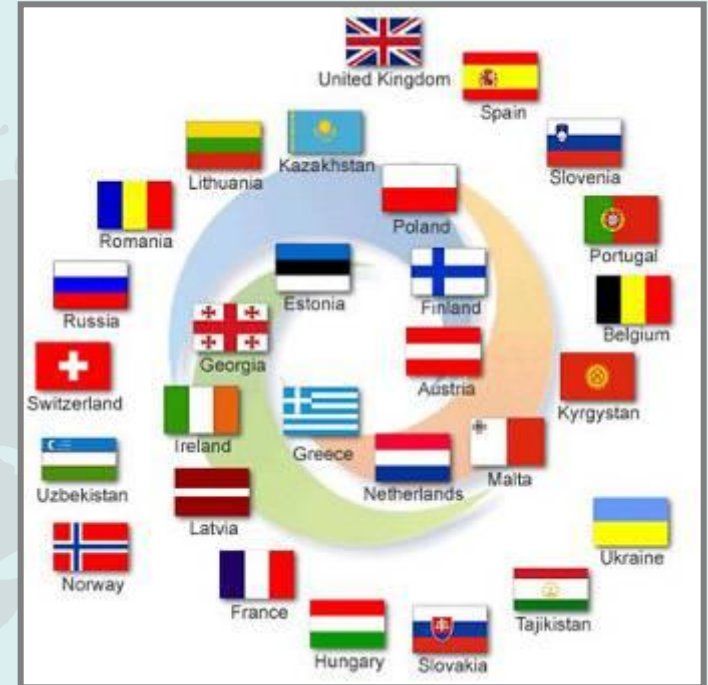 United Kingdom
Spain
Kazakhstan
Lithuania
Slovenia
Poland
Romania
Portugal
Estonia
Finland
Russia
Belgium
Georgia
Austria
Switzerland
Kyrgystan
Ireland
Greece
Malta
Uzbekistan
Netherlands
Latvia
Ukraine
Norway
France
Tajikistan
Hungary
Slovakia